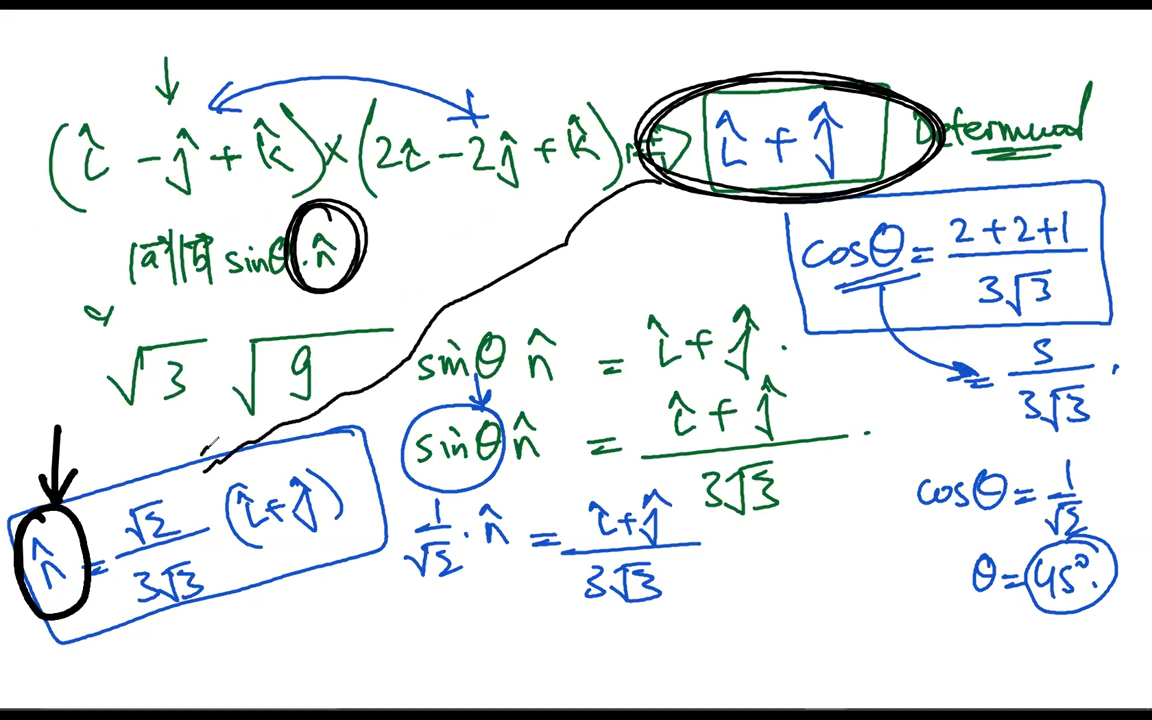 (î - ĵ + k̂) × (2î - 2ĵ + k̂) ⇒ î + ĵ
|a⃗||b⃗| sinθ · n̂
cosθ = (2+2+1)/(3√3)
√3 √9
sinθ n̂ = î + ĵ .
= 5/(3√3) .
sinθ n̂ = (î + ĵ)/(3√3) .
n̂ = √2/(3√3) (î+ĵ)
1/√2 · n̂ = (î+ĵ)/(3√3)
cosθ = 1/√2
θ = 45°.